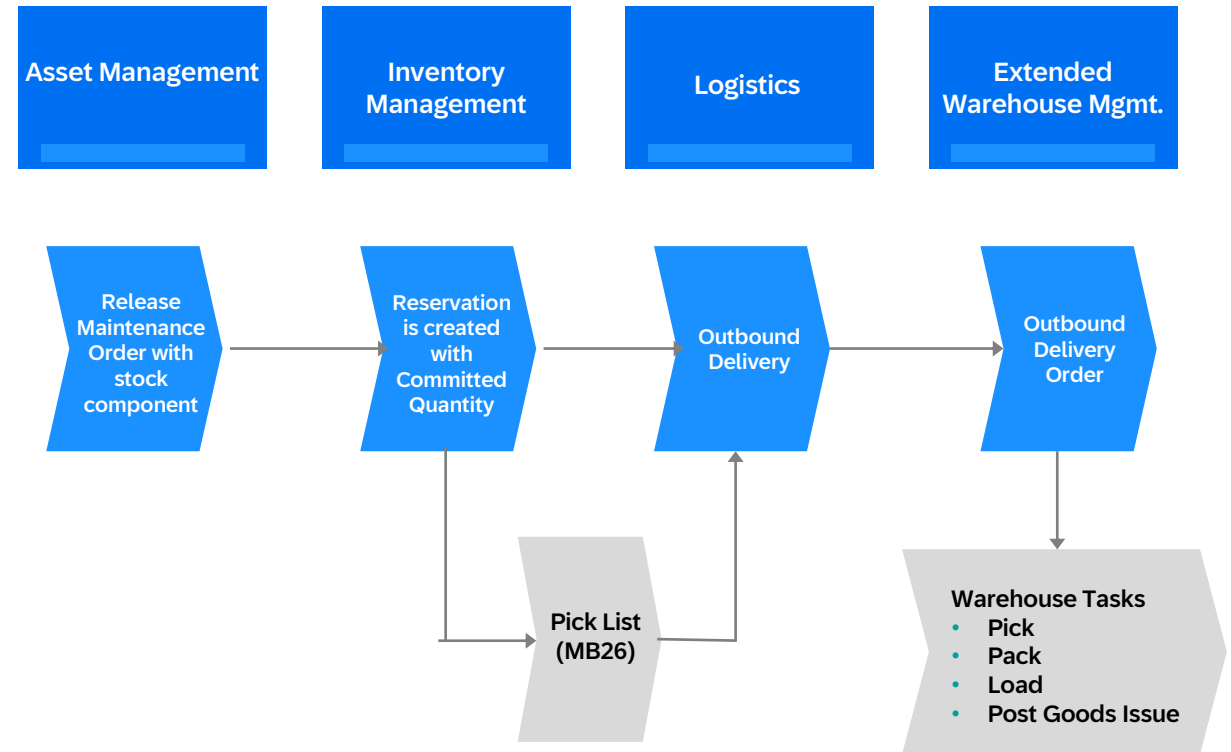 Asset Management
Inventory
Management
Logistics
Extended
Warehouse Mgmt.
Release
Maintenance
Order with
stock
component
Reservation
is created
with
Committed
Quantity
Outbound
Delivery
Outbound
Delivery
Order
Pick List
(MB26)
Warehouse Tasks
• Pick
• Pack
• Load
• Post Goods Issue